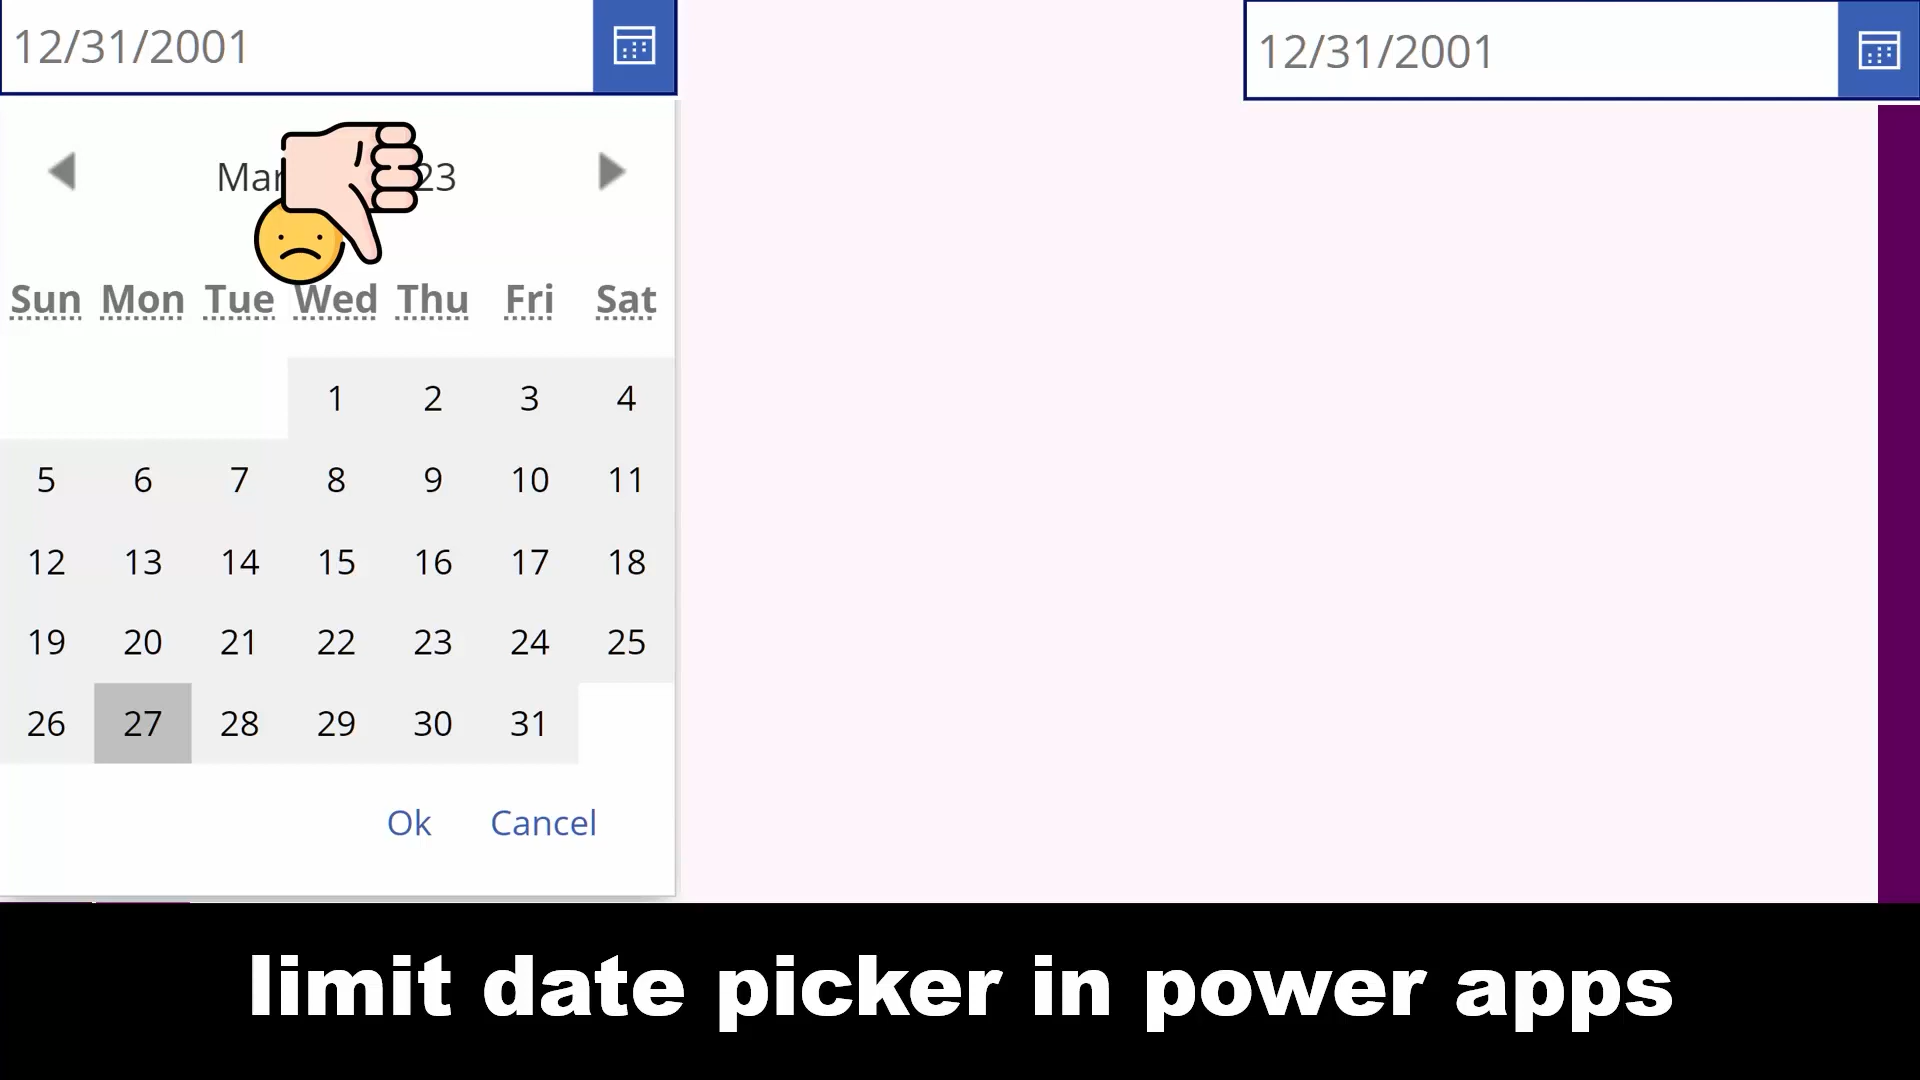 12/31/2001
12/31/2001
Mar 23
Sun Mon Tue Wed Thu Fri Sat
1 2 3 4
5 6 7 8 9 10 11
12 13 14 15 16 17 18
19 20 21 22 23 24 25
26 27 28 29 30 31
Ok Cancel
limit date picker in power apps